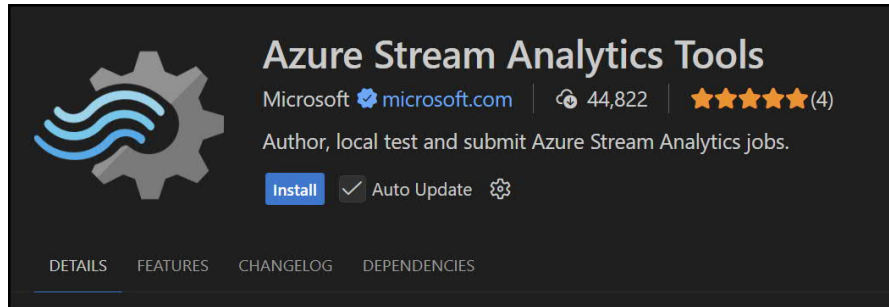 Azure Stream Analytics Tools
Microsoft microsoft.com 44,822 (4)
Author, local test and submit Azure Stream Analytics jobs.
Install Auto Update
DETAILS FEATURES CHANGELOG DEPENDENCIES